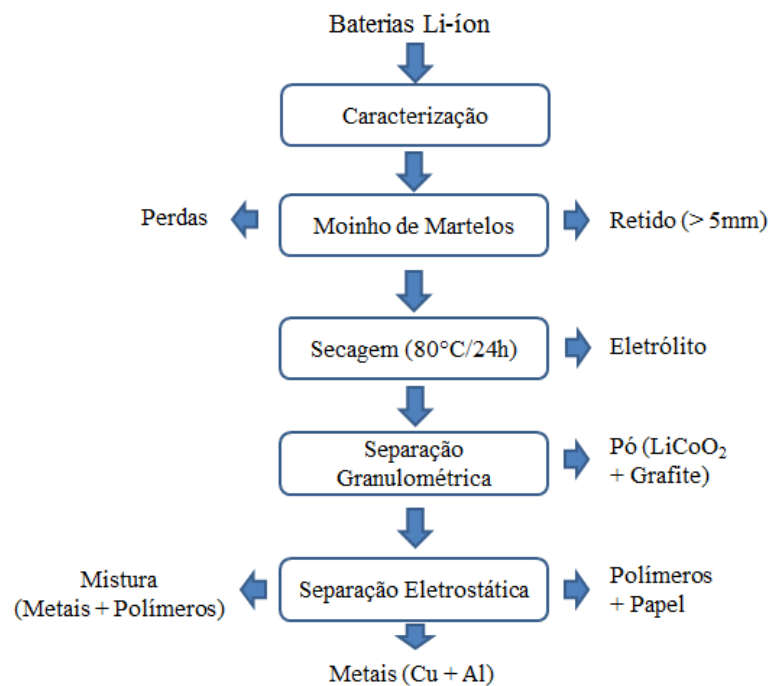 Baterias Li-íon
Caracterização
Perdas
Moinho de Martelos
Retido (> 5mm)
Secagem (80°C/24h)
Eletrólito
Separação
Granulométrica
Pó (LiCoO₂
+ Grafite)
Mistura
(Metais + Polímeros)
Separação Eletrostática
Polímeros
+ Papel
Metais (Cu + Al)